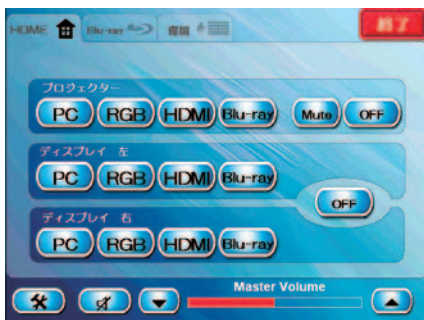 HOME Blu-ray 環境 終了
プロジェクター
PC RGB HDMI Blu-ray Mute OFF
ディスプレイ 左
PC RGB HDMI Blu-ray
OFF
ディスプレイ 右
PC RGB HDMI Blu-ray
Master Volume